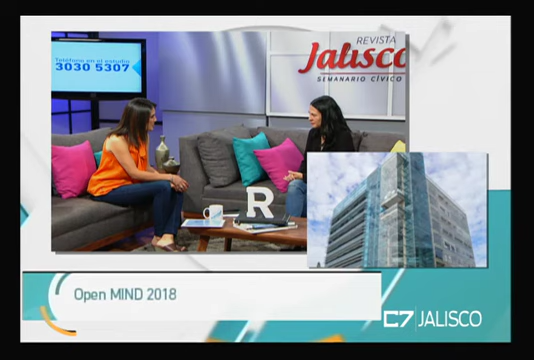 Teléfono en el estudio
3030 5307
REVISTA
Jalisco
SEMANARIO CÍVICO
R
Open MIND 2018
C7 JALISCO